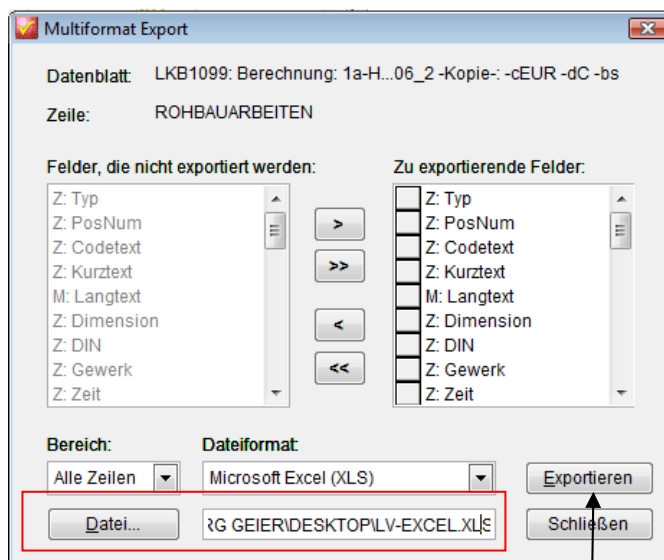 Multiformat Export
Datenblatt: LKB1099: Berechnung: 1a-H...06_2 -Kopie-: -cEUR -dC -bs
Zeile: ROHBAUARBEITEN
Felder, die nicht exportiert werden:
Z: Typ
Z: PosNum
Z: Codetext
Z: Kurztext
M: Langtext
Z: Dimension
Z: DIN
Z: Gewerk
Z: Zeit
>
>>
<
<<
Zu exportierende Felder:
Z: Typ
Z: PosNum
Z: Codetext
Z: Kurztext
M: Langtext
Z: Dimension
Z: DIN
Z: Gewerk
Z: Zeit
Bereich: Dateiformat:
Alle Zeilen Microsoft Excel (XLS) Exportieren
Datei... RG GEIER\DESKTOP\LV-EXCEL.XLS Schließen